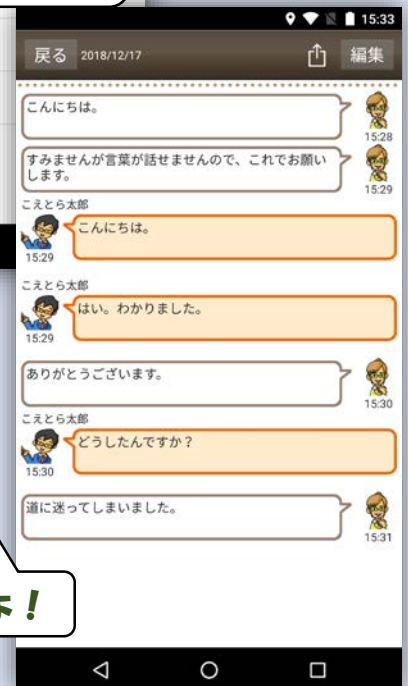 15:33
戻る 2018/12/17 編集
こんにちは。
15:28
すみませんが言葉が話せませんので、これでお願い
します。
15:29
こえとら太郎
こんにちは。
15:29
こえとら太郎
はい。わかりました。
15:29
ありがとうございます。
15:30
こえとら太郎
どうしたんですか？
15:30
道に迷ってしまいました。
15:31
！